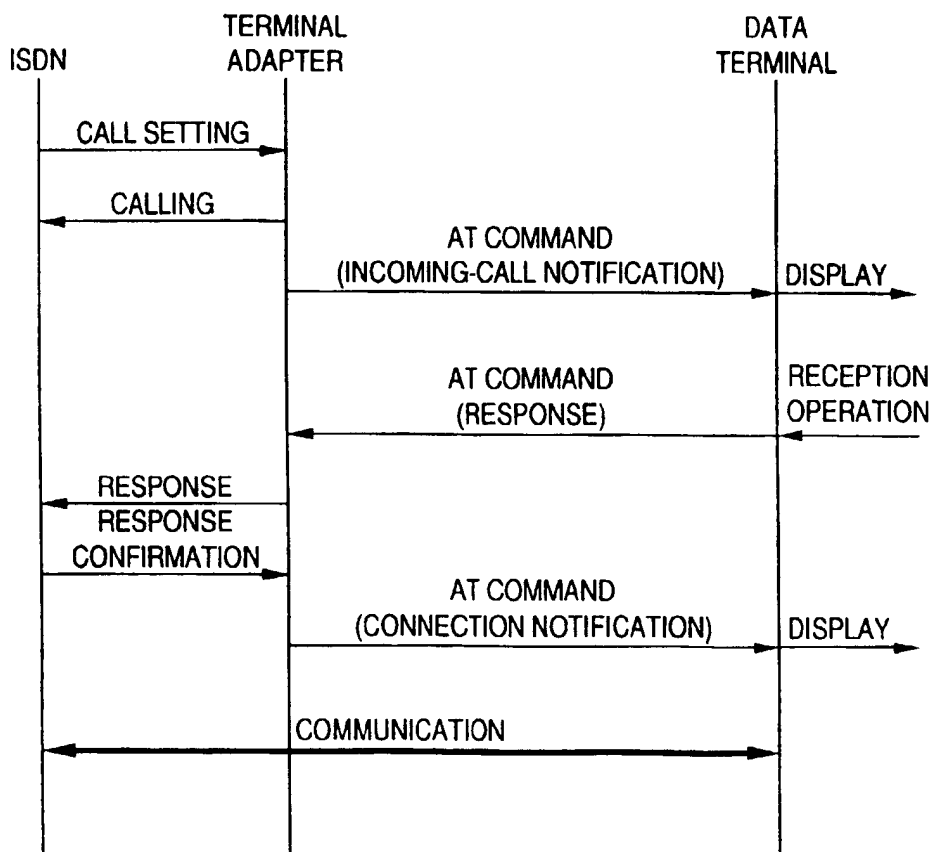 TERMINAL
ADAPTER
DATA
TERMINAL
ISDN
CALL SETTING
CALLING
AT COMMAND
(INCOMING-CALL NOTIFICATION)
DISPLAY
AT COMMAND
(RESPONSE)
RECEPTION
OPERATION
RESPONSE
RESPONSE
CONFIRMATION
AT COMMAND
(CONNECTION NOTIFICATION)
DISPLAY
COMMUNICATION